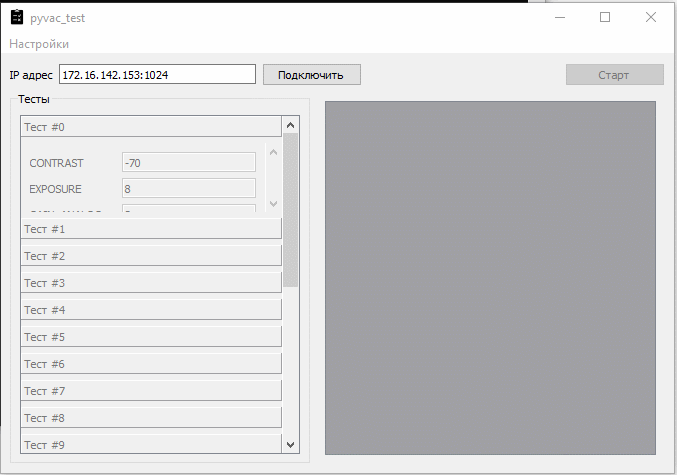 pyvac_test
Настройки
IP адрес 172.16.142.153:1024 Подключить Старт
Тесты
Тест #0
CONTRAST -70
EXPOSURE 8
Тест #1
Тест #2
Тест #3
Тест #4
Тест #5
Тест #6
Тест #7
Тест #8
Тест #9